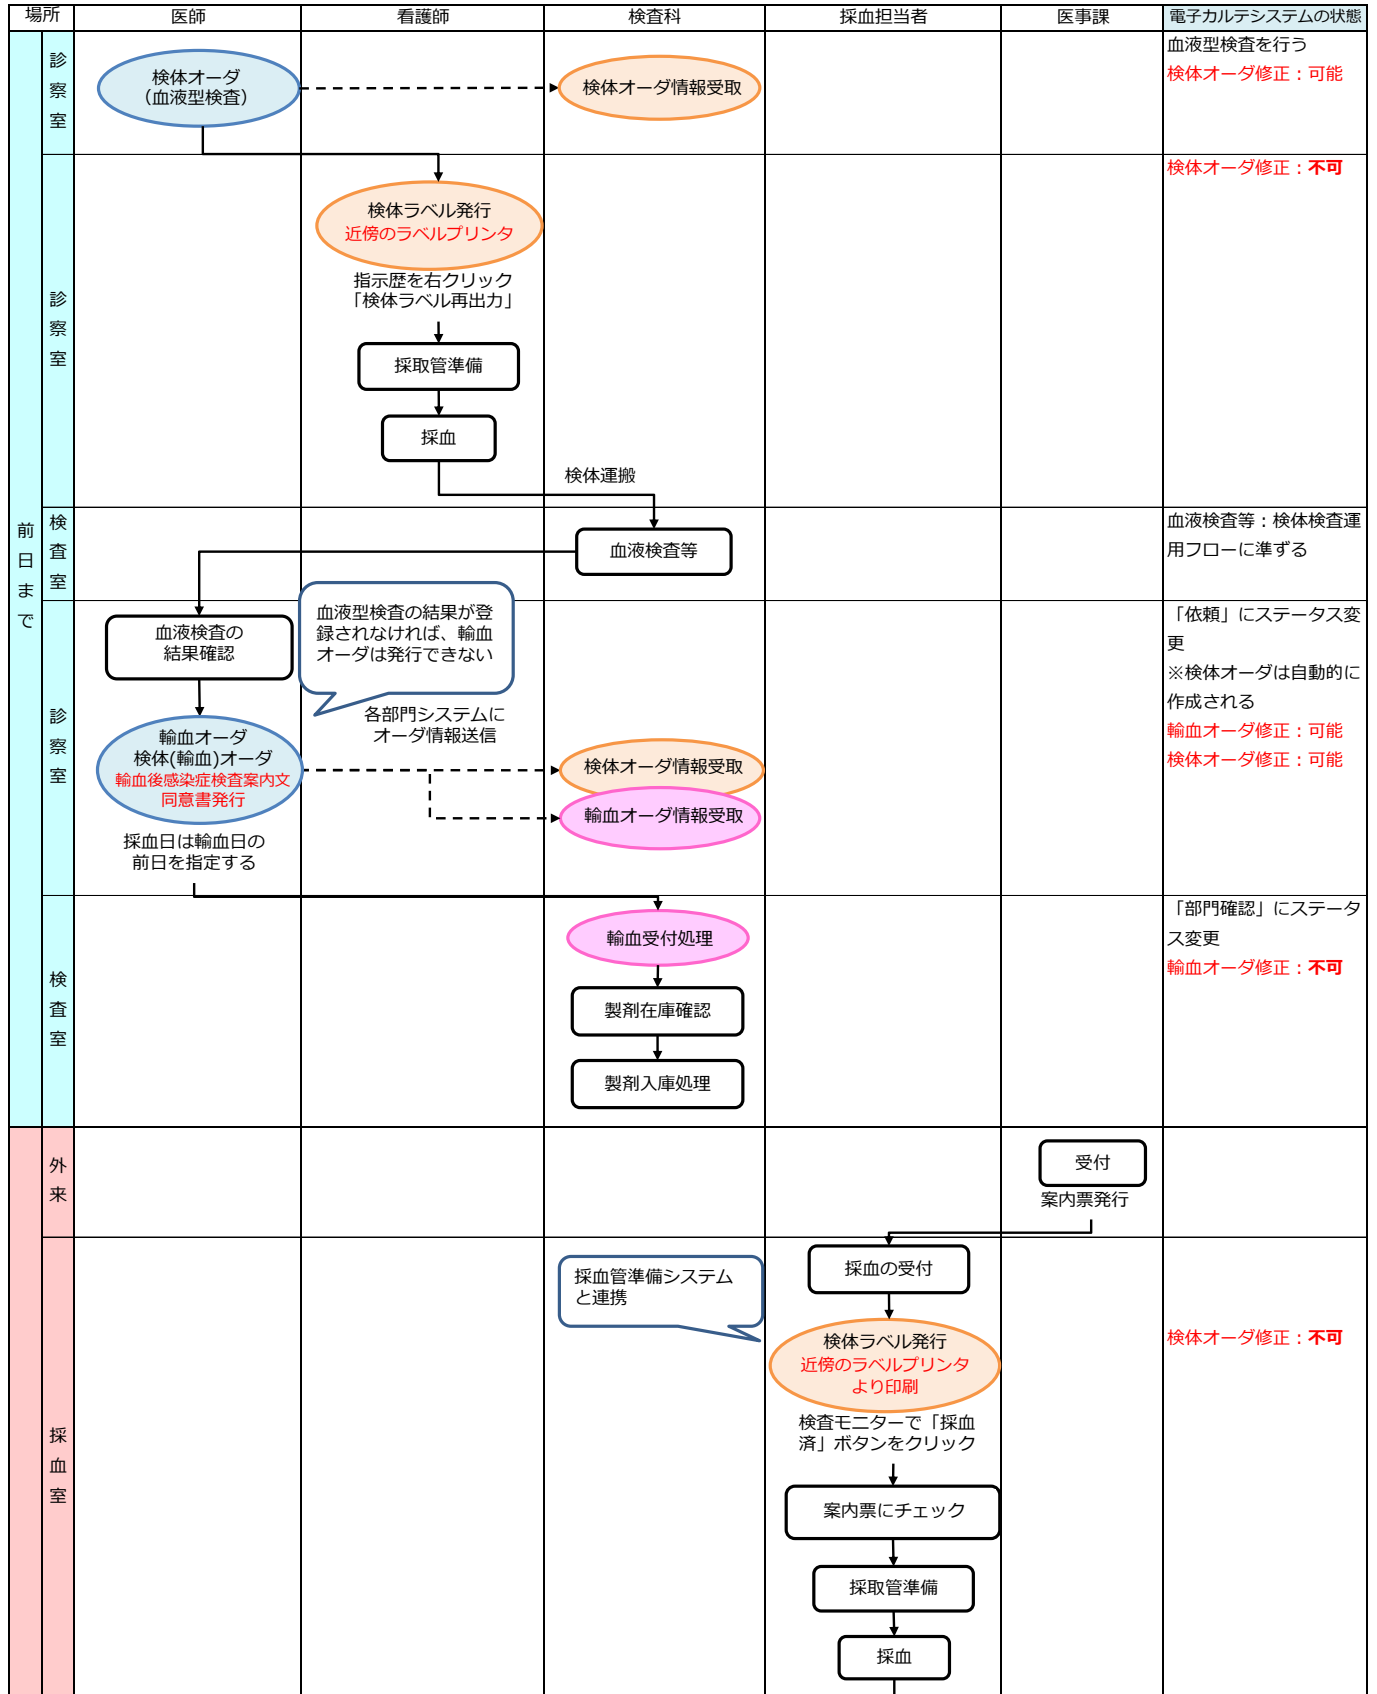 場所
医師
看護師
検査科
採血担当者
医事課
電子カルテシステムの状態
前日まで
診察室
検体オーダ
（血液型検査）
検体オーダ情報受取
血液型検査を行う
検体オーダ修正：可能
診察室
検体ラベル発行
近傍のラベルプリンタ
指示歴を右クリック
「検体ラベル再出力」
採取管準備
採血
検体運搬
検体オーダ修正：不可
検査室
血液検査等
血液検査等：検体検査運
用フローに準ずる
診察室
血液検査の
結果確認
血液型検査の結果が登
録されなければ、輸血
オーダは発行できない
各部門システムに
オーダ情報送信
輸血オーダ
検体(輸血)オーダ
輸血後感染症検査案内文
同意書発行
採血日は輸血日の
前日を指定する
検体オーダ情報受取
輸血オーダ情報受取
「依頼」にステータス変
更
※検体オーダは自動的に
作成される
輸血オーダ修正：可能
検体オーダ修正：可能
検査室
輸血受付処理
製剤在庫確認
製剤入庫処理
「部門確認」にステータ
ス変更
輸血オーダ修正：不可
外来
受付
案内票発行
採血室
採血の受付
採血管準備システム
と連携
検体ラベル発行
近傍のラベルプリンタ
より印刷
検査モニターで「採血
済」ボタンをクリック
案内票にチェック
採取管準備
採血
検体オーダ修正：不可